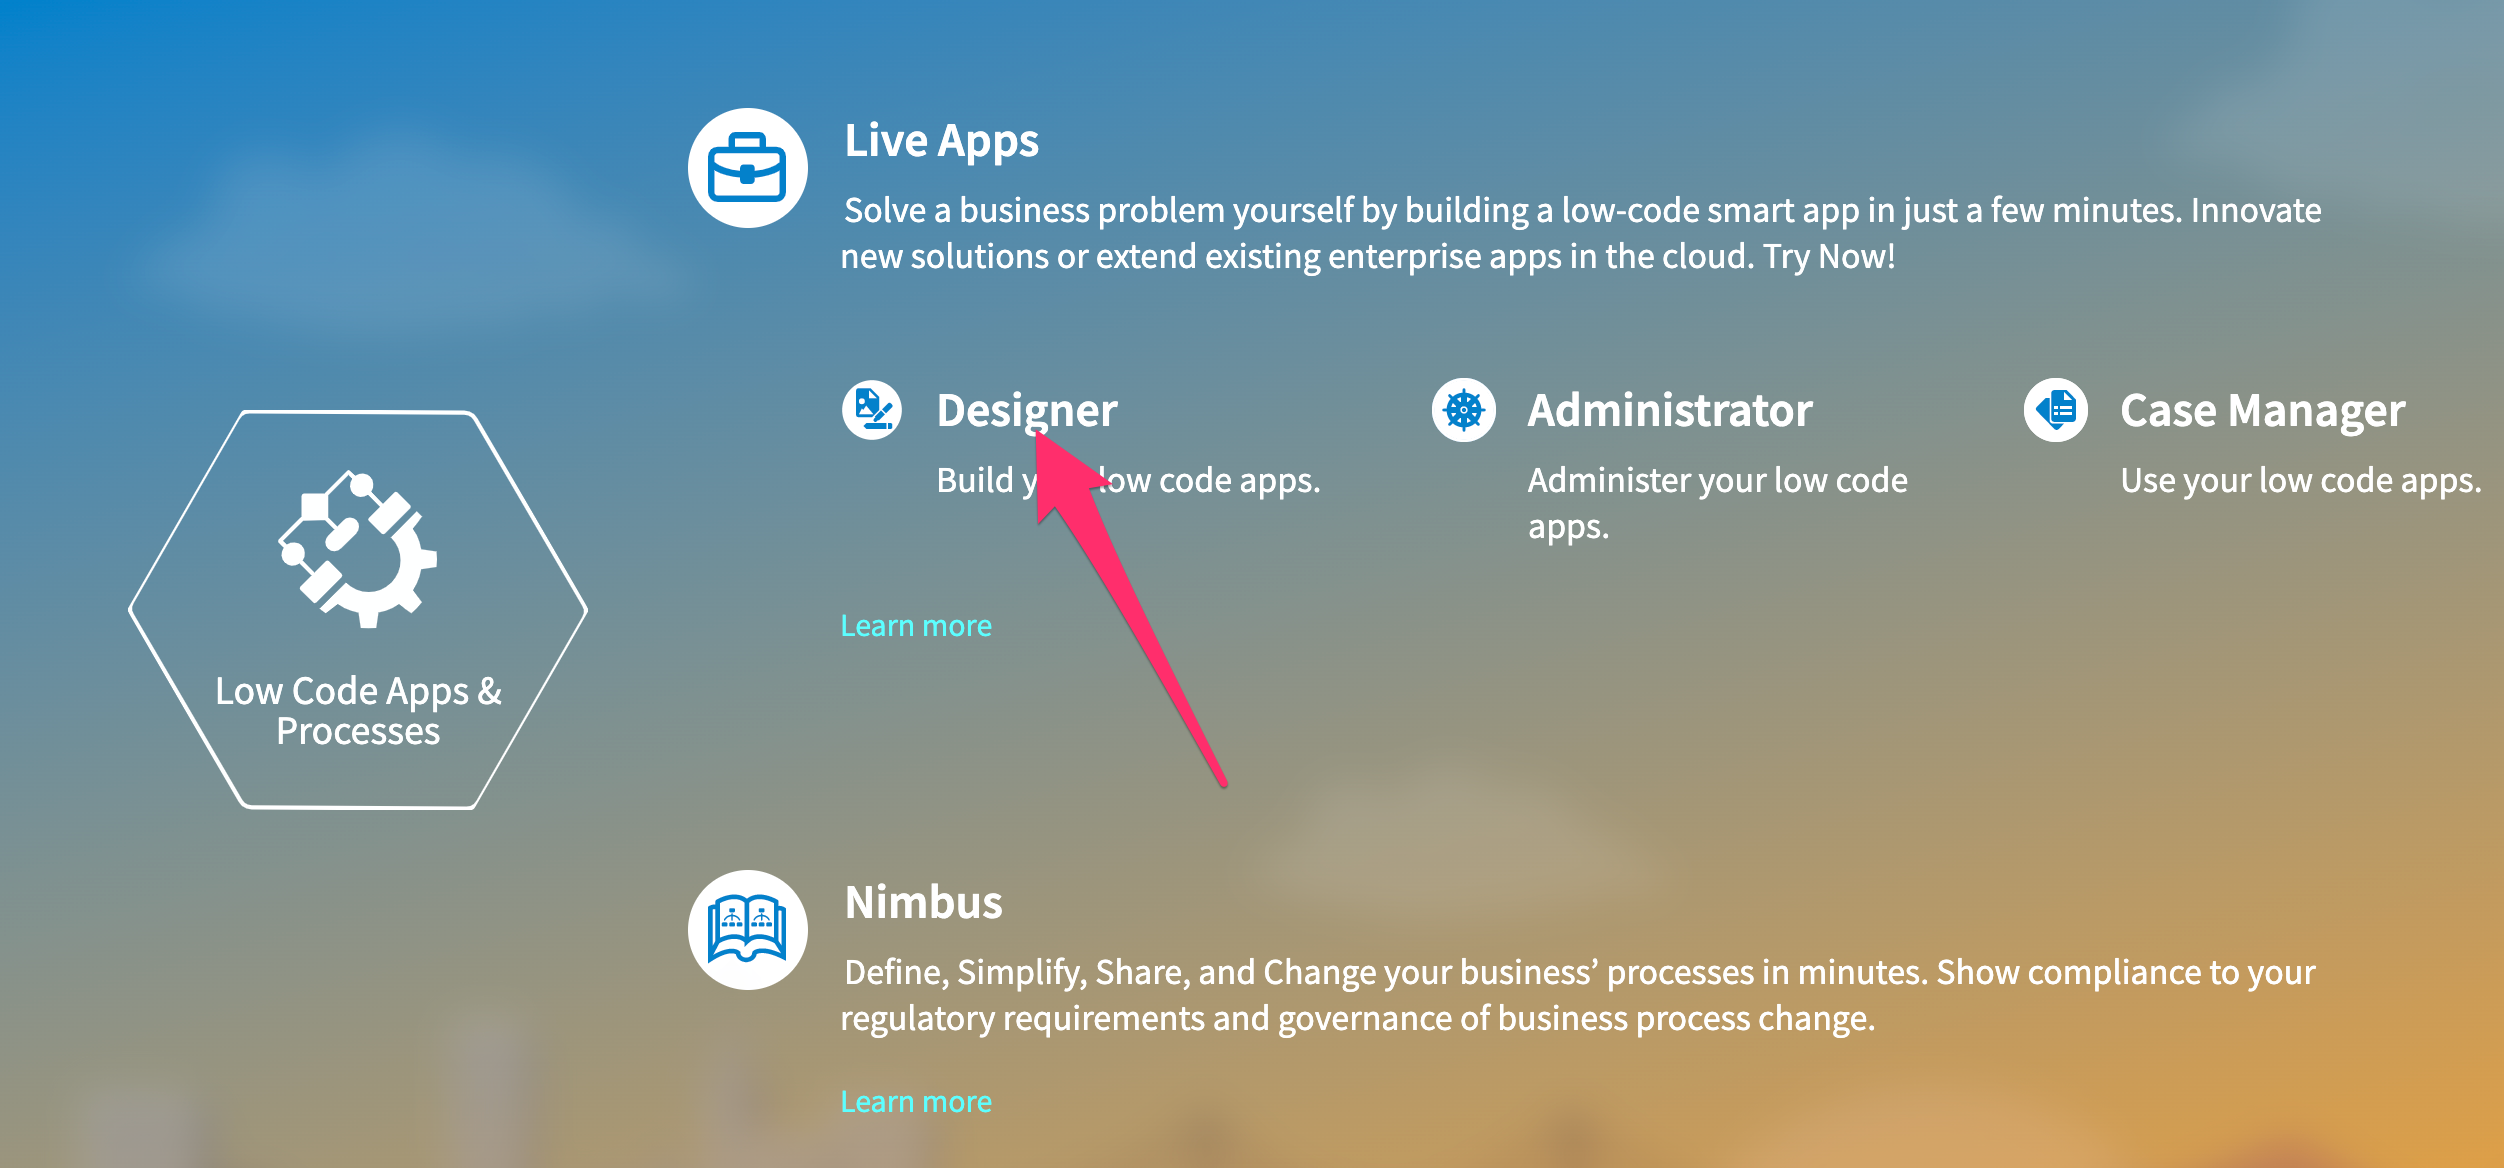 Live Apps
Solve a business problem yourself by building a low-code smart app in just a few minutes. Innovate
new solutions or extend existing enterprise apps in the cloud. Try Now!
Designer
Build low code apps.
Administrator
Administer your low code
apps.
Case Manager
Use your low code apps.
Learn more
Low Code Apps &
Processes
Nimbus
Define, Simplify, Share, and Change your business’ processes in minutes. Show compliance to your
regulatory requirements and governance of business process change.
Learn more